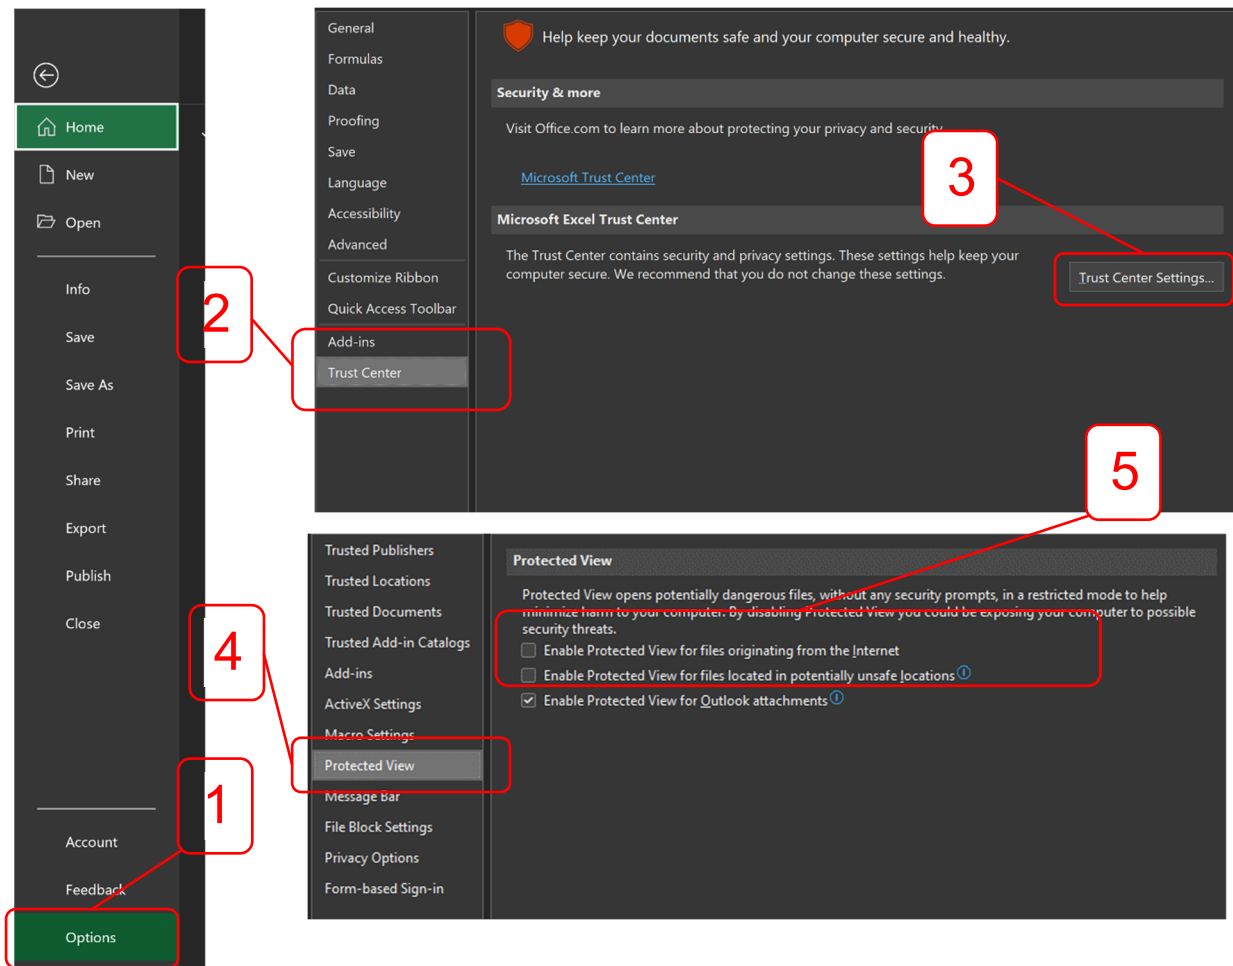 Home
New
Open
Info
Save
Save As
Print
Share
Export
Publish
Close
Account
Feedback
Options
1
2
General
Formulas
Data
Proofing
Save
Language
Accessibility
Advanced
Customize Ribbon
Quick Access Toolbar
Add-ins
Trust Center
Help keep your documents safe and your computer secure and healthy.
Security & more
Visit Office.com to learn more about protecting your privacy and security.
Microsoft Trust Center
3
Microsoft Excel Trust Center
The Trust Center contains security and privacy settings. These settings help keep your
computer secure. We recommend that you do not change these settings.
Trust Center Settings...
4
Trusted Publishers
Trusted Locations
Trusted Documents
Trusted Add-in Catalogs
Add-ins
ActiveX Settings
Macro Settings
Protected View
Message Bar
File Block Settings
Privacy Options
Form-based Sign-in
5
Protected View
Protected View opens potentially dangerous files, without any security prompts, in a restricted mode to help
minimize harm to your computer. By disabling Protected View you could be exposing your computer to possible
security threats.
Enable Protected View for files originating from the Internet
Enable Protected View for files located in potentially unsafe locations
Enable Protected View for Outlook attachments